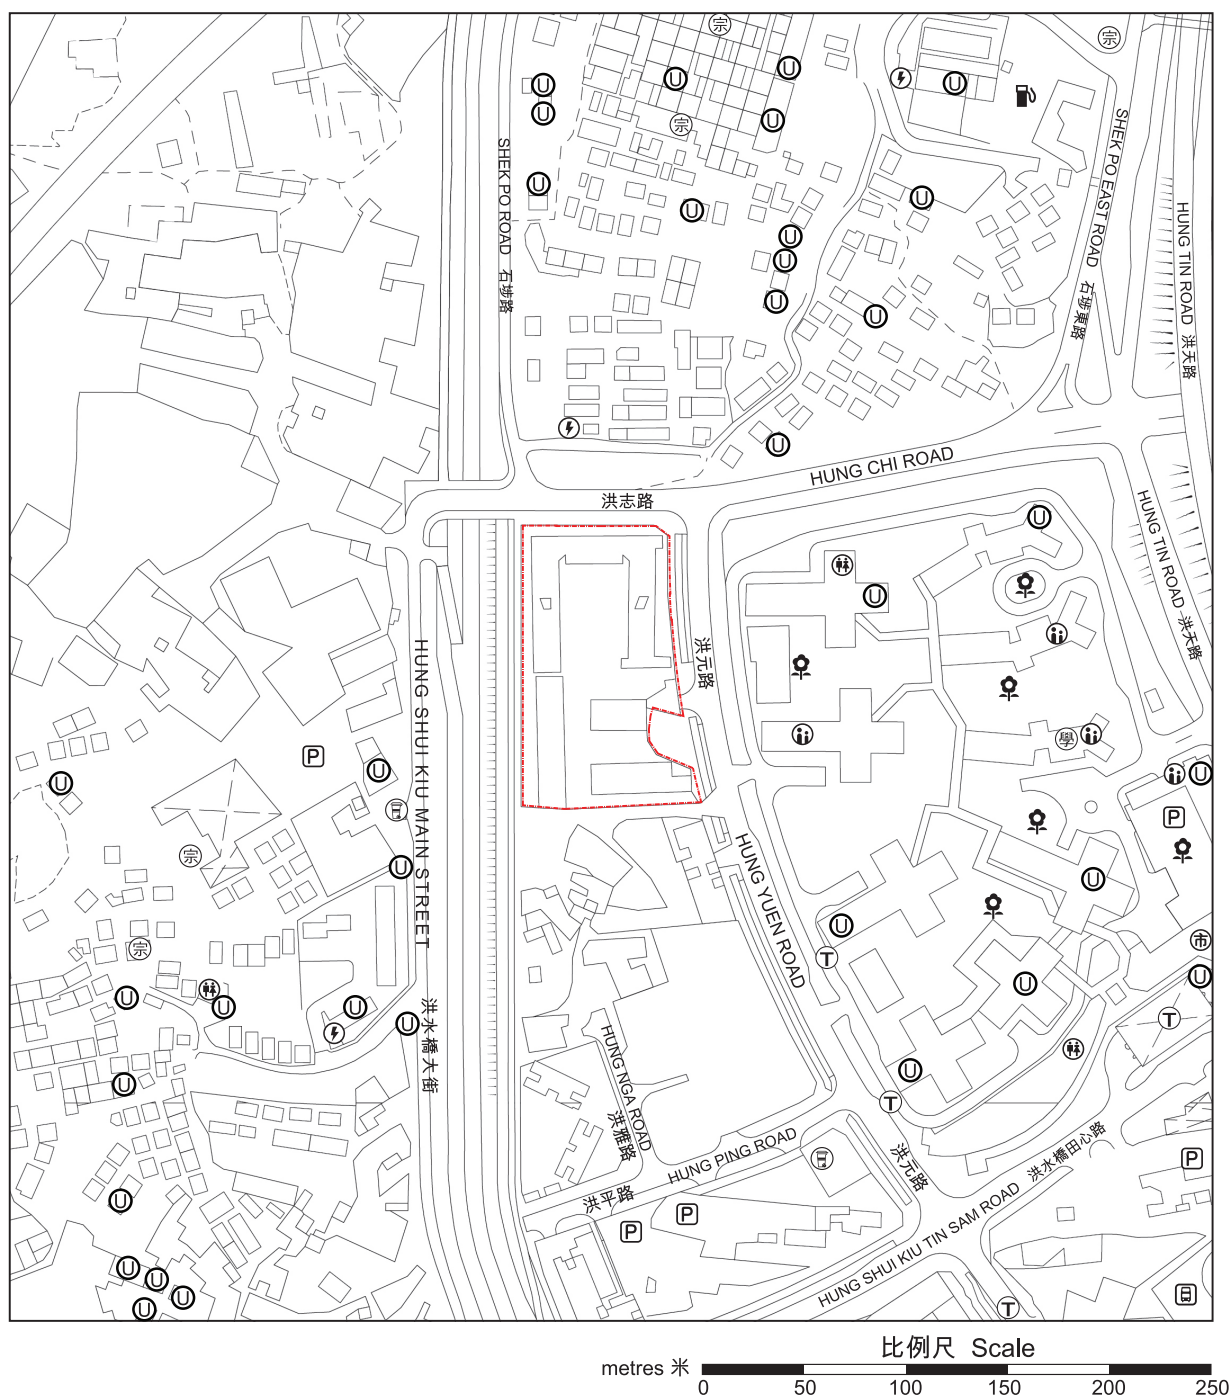 宗
宗
U
U
U
U
U
P
U
宗
SHEK PO ROAD 石埗路
U
U
U
U
U
U
U
SHEK PO EAST ROAD 石埗東路
HUNG TIN ROAD 洪天路
U
HUNG CHI ROAD
洪志路
U
HUNG TIN ROAD 洪天路
U
洪元路
HUNG SHUI KIU MAIN STREET
洪水橋大街
學
P
U
U
U
P
宗
U
U
HUNG YUEN ROAD
宗
U
市
T
U
U
U
U
U
U
T
HUNG NGA ROAD
洪雅路
U
U
T
HUNG PING ROAD
洪平路
洪元路
HUNG SHUI KIU TIN SAM ROAD 洪水橋田心路
P
U
P
P
U
U
U
U
T
比例尺 Scale
metres 米
0 50 100 150 200 250